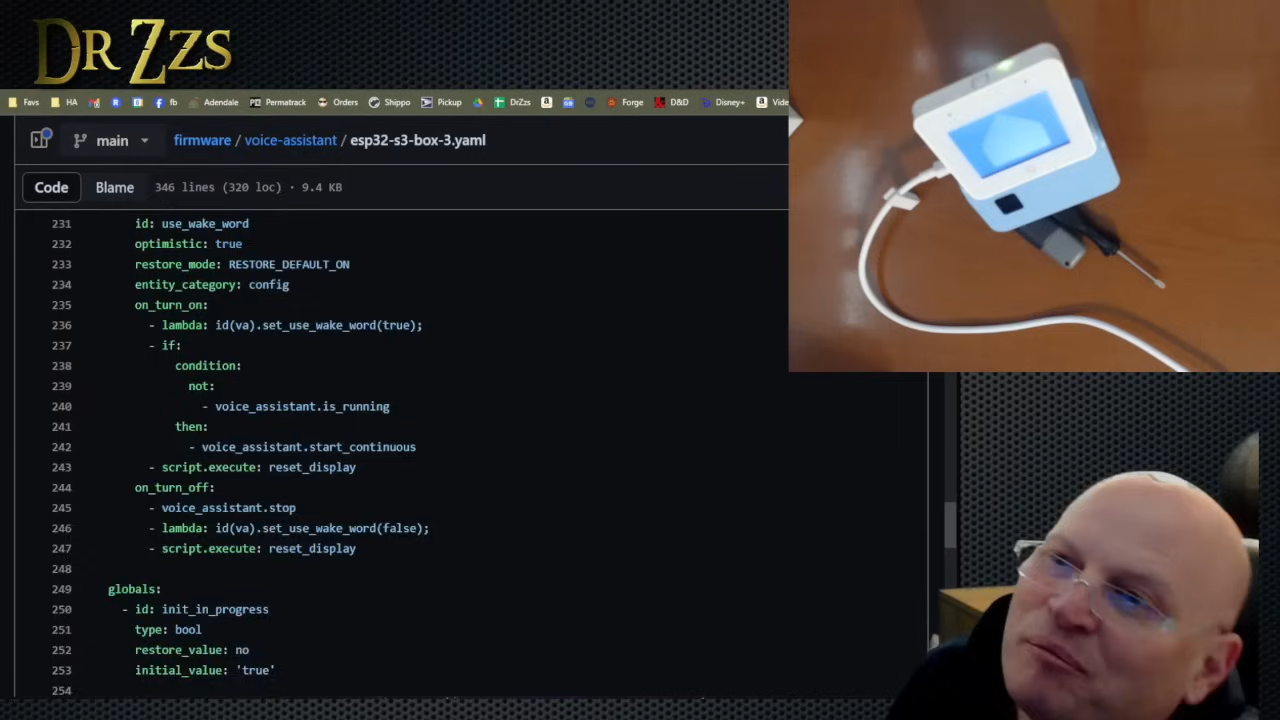 DR ZZS
Favs HA fb Adendale Permatrack Orders Shippo Pickup DrZzs Forge D&D Disney+ Vide
main firmware / voice-assistant / esp32-s3-box-3.yaml
Code Blame 346 lines (320 loc) · 9.4 KB
231 id: use_wake_word
232 optimistic: true
233 restore_mode: RESTORE_DEFAULT_ON
234 entity_category: config
235 on_turn_on:
236 - lambda: id(va).set_use_wake_word(true);
237 - if:
238 condition:
239 not:
240 - voice_assistant.is_running
241 then:
242 - voice_assistant.start_continuous
243 - script.execute: reset_display
244 on_turn_off:
245 - voice_assistant.stop
246 - lambda: id(va).set_use_wake_word(false);
247 - script.execute: reset_display
248
249 globals:
250 - id: init_in_progress
251 type: bool
252 restore_value: no
253 initial_value: 'true'
254